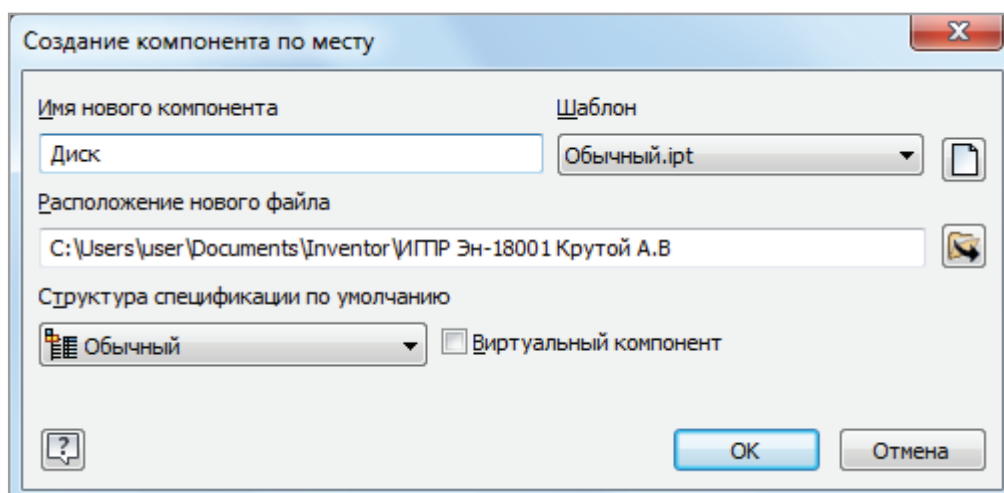 Создание компонента по месту
Имя нового компонента
Шаблон
Диск
Обычный.ipt
Расположение нового файла
C:\Users\user\Documents\Inventor\ИГПР Эн-18001 Крутой А.В
Структура спецификации по умолчанию
Обычный
Виртуальный компонент
OK
Отмена